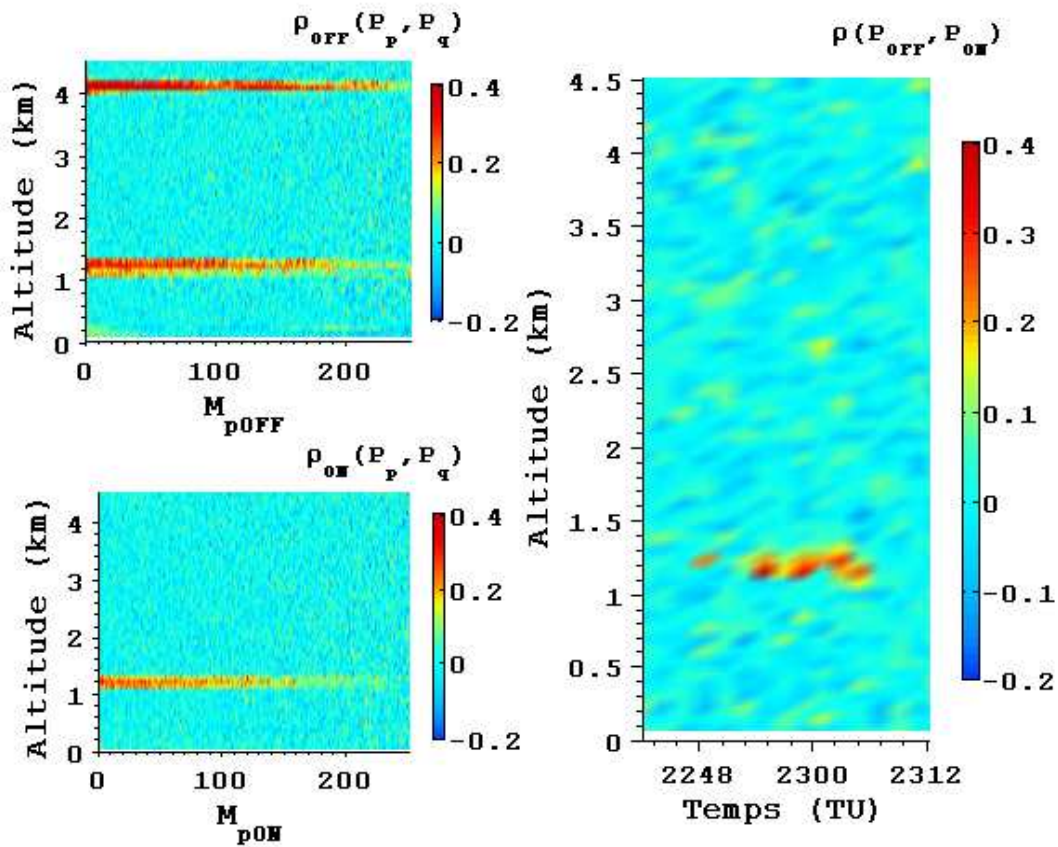 ρOFF(Pp,Pq)
0.4
0.2
0
-0.2
Altitude (km)
4
3
2
1
0
0 100 200
MpOFF
ρON(Pp,Pq)
0.4
0.2
0
-0.2
Altitude (km)
4
3
2
1
0
0 100 200
MpON
ρ(POFF,PON)
0.4
0.3
0.2
0.1
0
-0.1
-0.2
Altitude (km)
4.5
4
3.5
3
2.5
2
1.5
1
0.5
0
2248 2300 2312
Temps (TU)